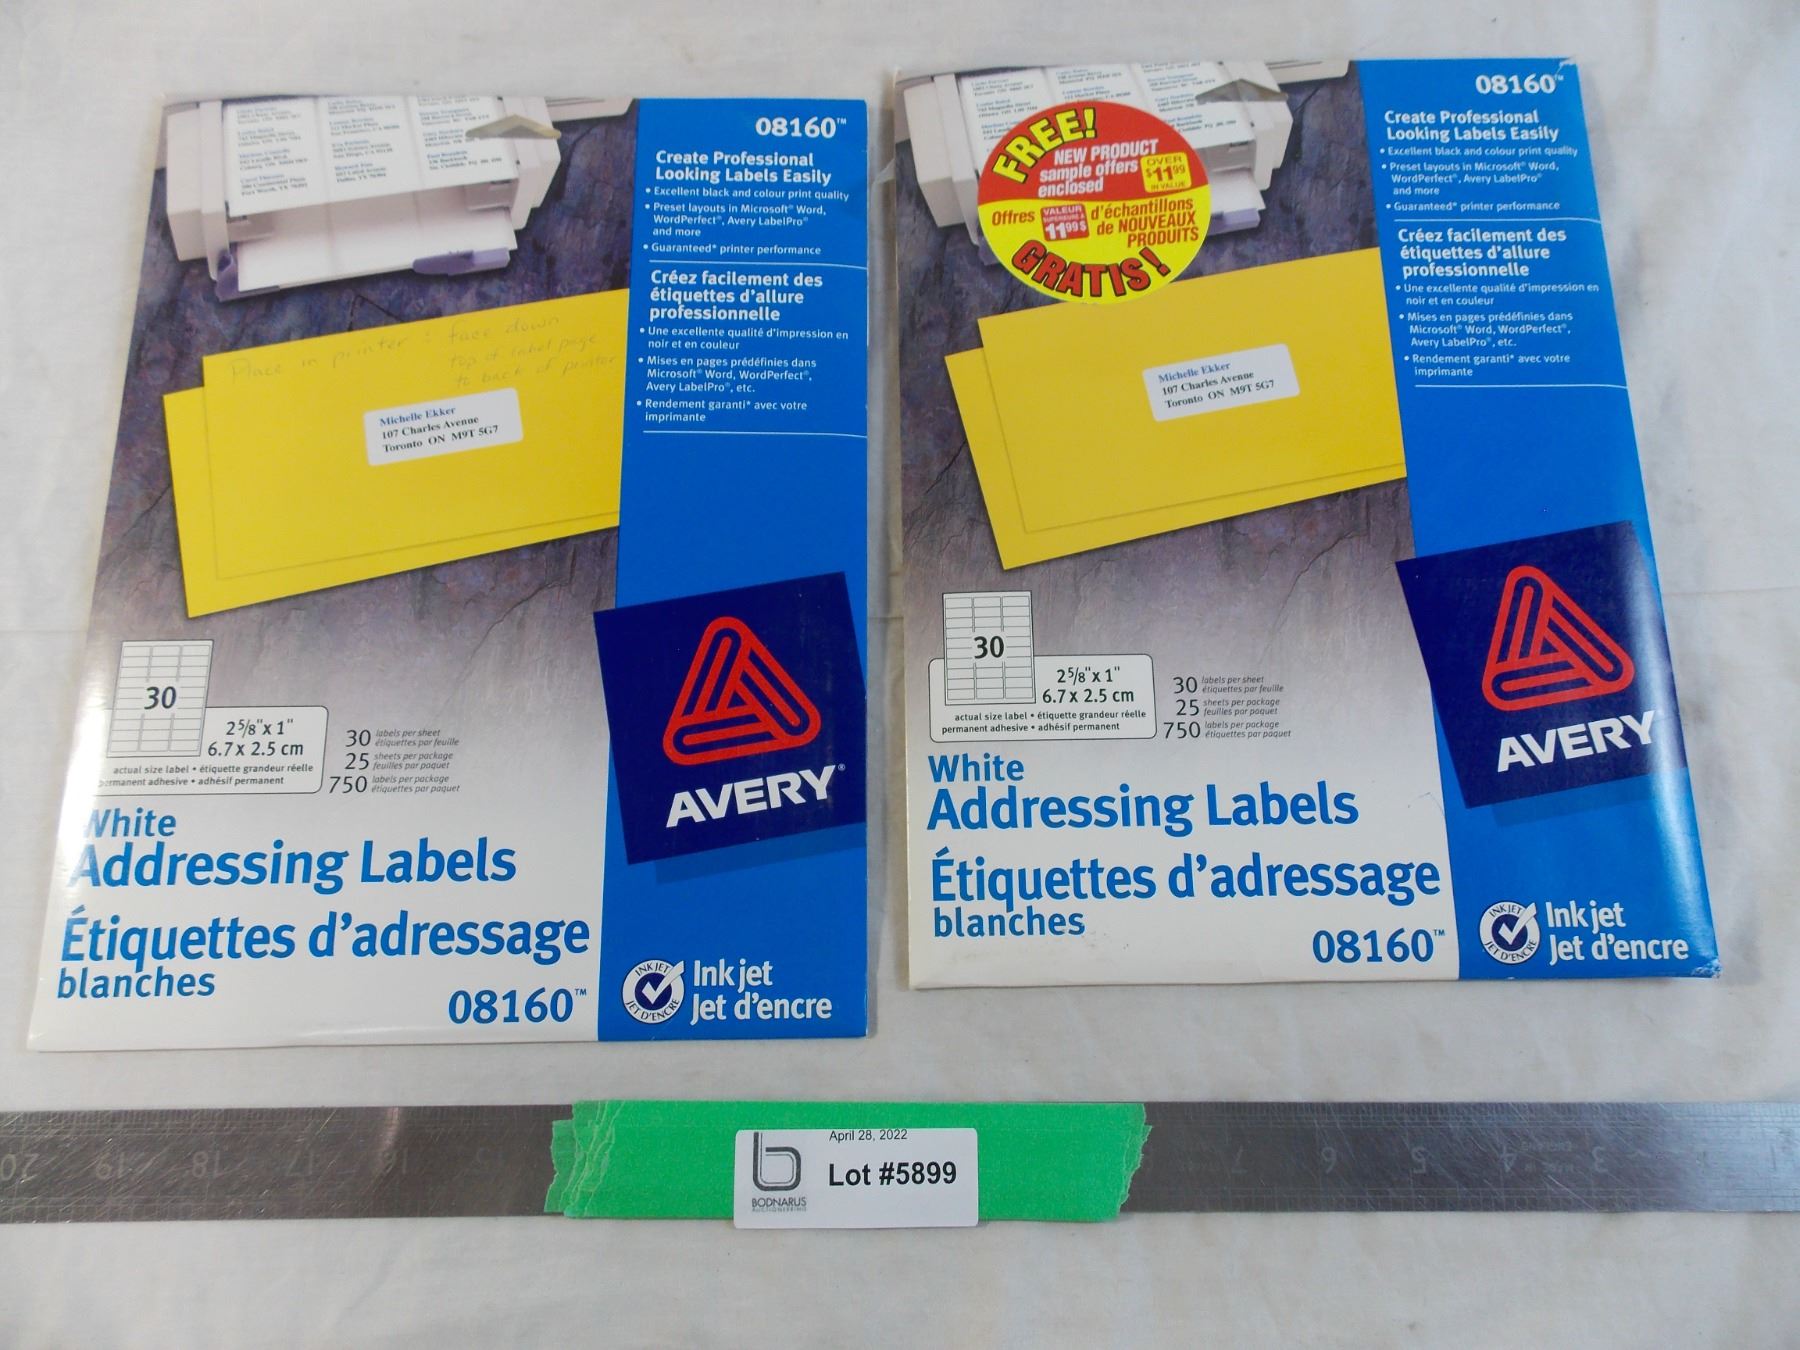 08160™
Create Professional
Looking Labels Easily
• Excellent black and colour print quality
• Preset layouts in Microsoft® Word,
WordPerfect®, Avery LabelPro®
and more
• Guaranteed* printer performance
Créez facilement des
étiquettes d'allure
professionnelle
• Une excellente qualité d'impression en
noir et en couleur
• Mises en pages prédéfinies dans
Microsoft® Word, WordPerfect®,
Avery LabelPro®, etc.
• Rendement garanti* avec votre
imprimante
Place in printer : face down
top of label page
to back of printer
Michelle Ekker
107 Charles Avenue
Toronto ON M9T 5G7
30
2 5/8" x 1"
6.7 x 2.5 cm
actual size label • étiquette grandeur réelle
permanent adhesive • adhésif permanent
30 labels per sheet
étiquettes par feuille
25 sheets per package
feuilles par paquet
750 labels per package
étiquettes par paquet
AVERY®
White
Addressing Labels
Étiquettes d'adressage
blanches
08160™
INKJET
JET D'ENCRE
Ink jet
Jet d'encre
08160™
Create Professional
Looking Labels Easily
• Excellent black and colour print quality
• Preset layouts in Microsoft® Word,
WordPerfect®, Avery LabelPro®
and more
• Guaranteed* printer performance
Créez facilement des
étiquettes d'allure
professionnelle
• Une excellente qualité d'impression en
noir et en couleur
• Mises en pages prédéfinies dans
Microsoft® Word, WordPerfect®,
Avery LabelPro®, etc.
• Rendement garanti* avec votre
imprimante
FREE!
NEW PRODUCT
sample offers
enclosed
OVER
$11.99
IN VALUE
Offres
VALEUR
SUPÉRIEURE À
11.99$
d'échantillons
de NOUVEAUX
PRODUITS
GRATIS!
Michelle Ekker
107 Charles Avenue
Toronto ON M9T 5G7
30
2 5/8" x 1"
6.7 x 2.5 cm
actual size label • étiquette grandeur réelle
permanent adhesive • adhésif permanent
30 labels per sheet
étiquettes par feuille
25 sheets per package
feuilles par paquet
750 labels per package
étiquettes par paquet
AVERY
White
Addressing Labels
Étiquettes d'adressage
blanches
08160™
INKJET
JET D'ENCRE
Ink jet
Jet d'encre
April 28, 2022
Lot #5899
BODNARUS
AUCTIONEERING
20 19 18 17 16 15 7 6 5 4 3 1